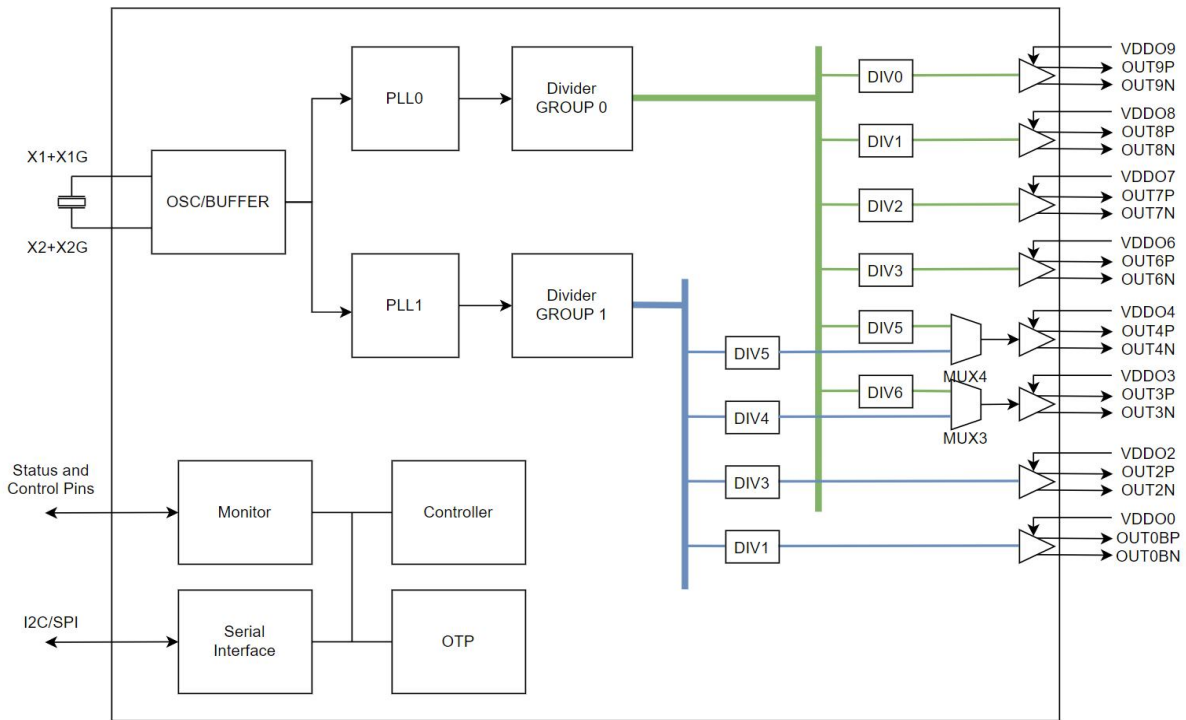 X1+X1G
X2+X2G
OSC/BUFFER
PLL0
Divider
GROUP 0
PLL1
Divider
GROUP 1
DIV0
DIV1
DIV2
DIV3
DIV5
MUX4
DIV6
MUX3
DIV5
DIV4
DIV3
DIV1
VDDO9
OUT9P
OUT9N
VDDO8
OUT8P
OUT8N
VDDO7
OUT7P
OUT7N
VDDO6
OUT6P
OUT6N
VDDO4
OUT4P
OUT4N
VDDO3
OUT3P
OUT3N
VDDO2
OUT2P
OUT2N
VDDO0
OUT0BP
OUT0BN
Status and
Control Pins
Monitor
Controller
I2C/SPI
Serial
Interface
OTP